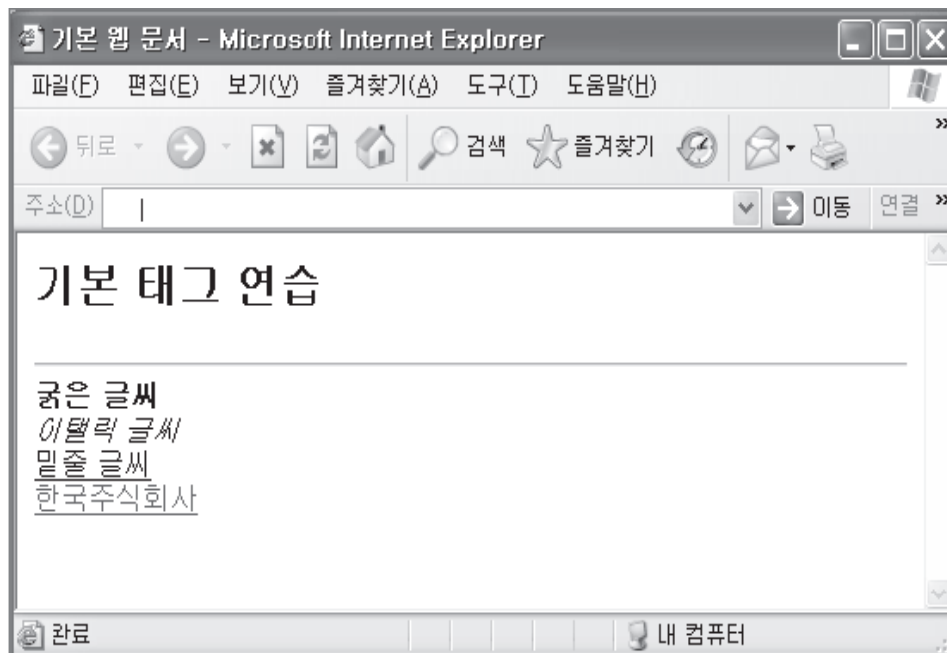 기본 웹 문서 - Microsoft Internet Explorer
파일(F) 편집(E) 보기(V) 즐겨찾기(A) 도구(T) 도움말(H)
뒤로 검색 즐겨찾기 »
주소(D) 이동 연결 »
기본 태그 연습
굵은 글씨
이탤릭 글씨
밑줄 글씨
한국주식회사
완료 내 컴퓨터